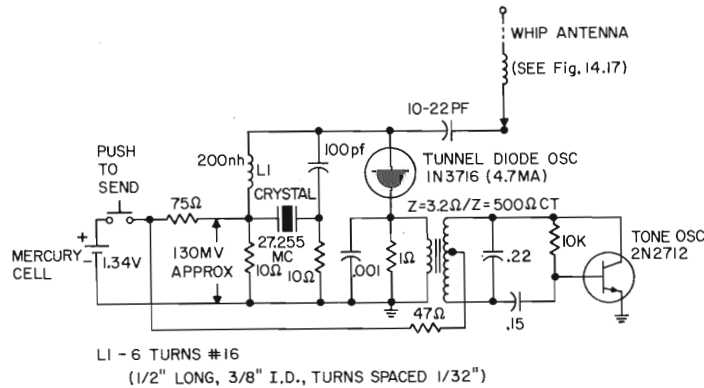 WHIP ANTENNA
(SEE Fig. 14.17)
10-22PF
100pf
200nh
L1
TUNNEL DIODE OSC
1N3716 (4.7MA)
PUSH
TO
SEND
75Ω
CRYSTAL
Z=3.2Ω/Z=500Ω CT
+
-
MERCURY
CELL
1.34V
130MV
APPROX
27.255
MC
10Ω
10Ω
.001
1Ω
.22
10K
TONE OSC
2N2712
.15
47Ω
L1 - 6 TURNS #16
(1/2" LONG, 3/8" I.D., TURNS SPACED 1/32")